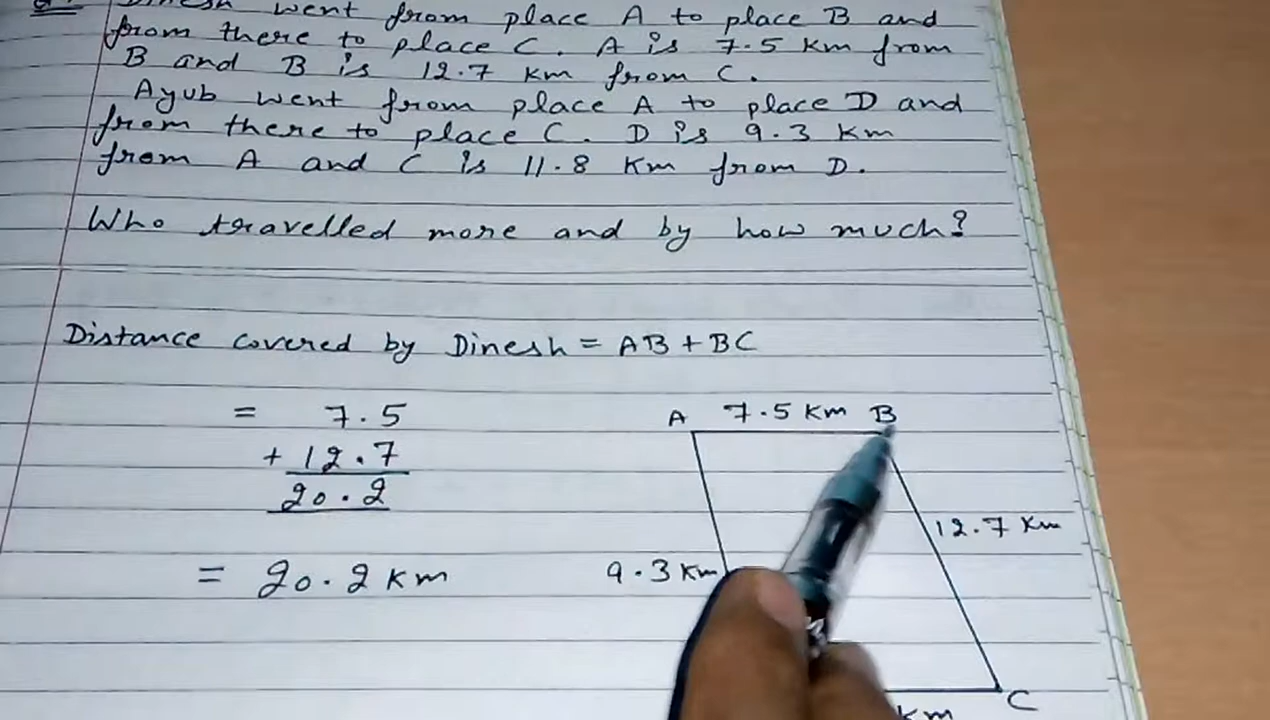 Dinesh went from place A to place B and
from there to place C. A is 7.5 Km from
B and B is 12.7 Km from C.
Ayub went from place A to place D and
from there to place C. D is 9.3 Km
from A and C is 11.8 Km from D.
Who travelled more and by how much?
Distance covered by Dinesh = AB + BC
= 7.5
+ 12.7
20.2
= 20.2 Km
A 7.5 Km B
12.7 Km
9.3 Km
C
Km